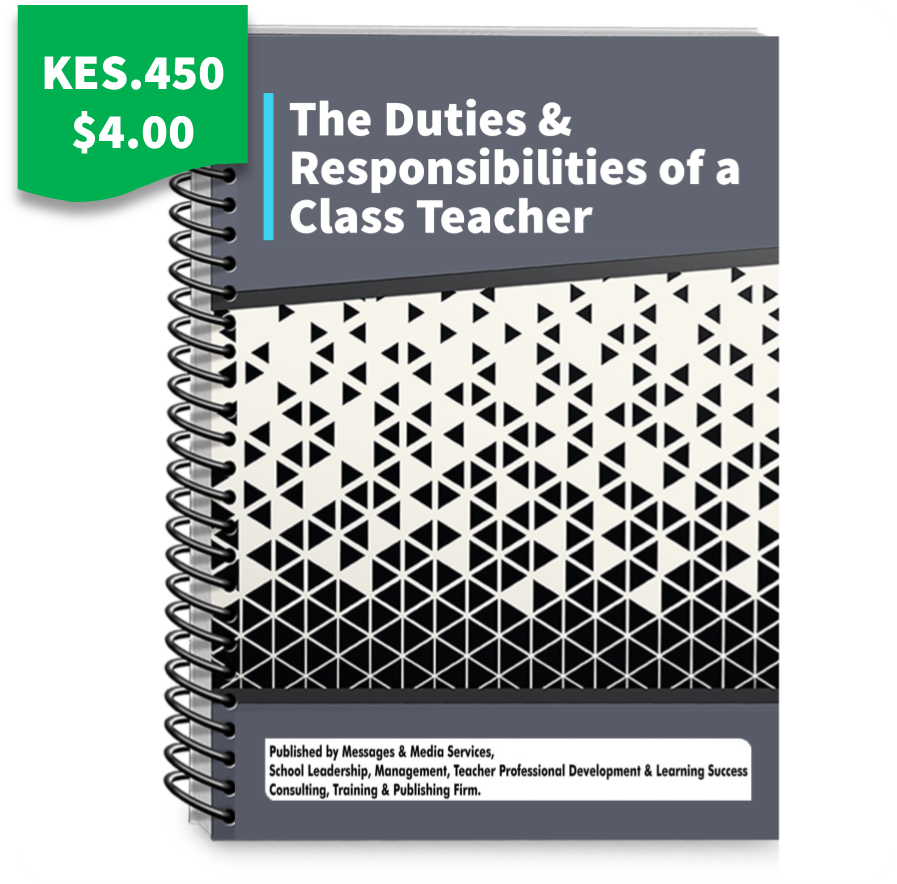 KES.450
$4.00
The Duties &
Responsibilities of a
Class Teacher
Published by Messages & Media Services,
School Leadership, Management, Teacher Professional Development & Learning Success
Consulting, Training & Publishing Firm.